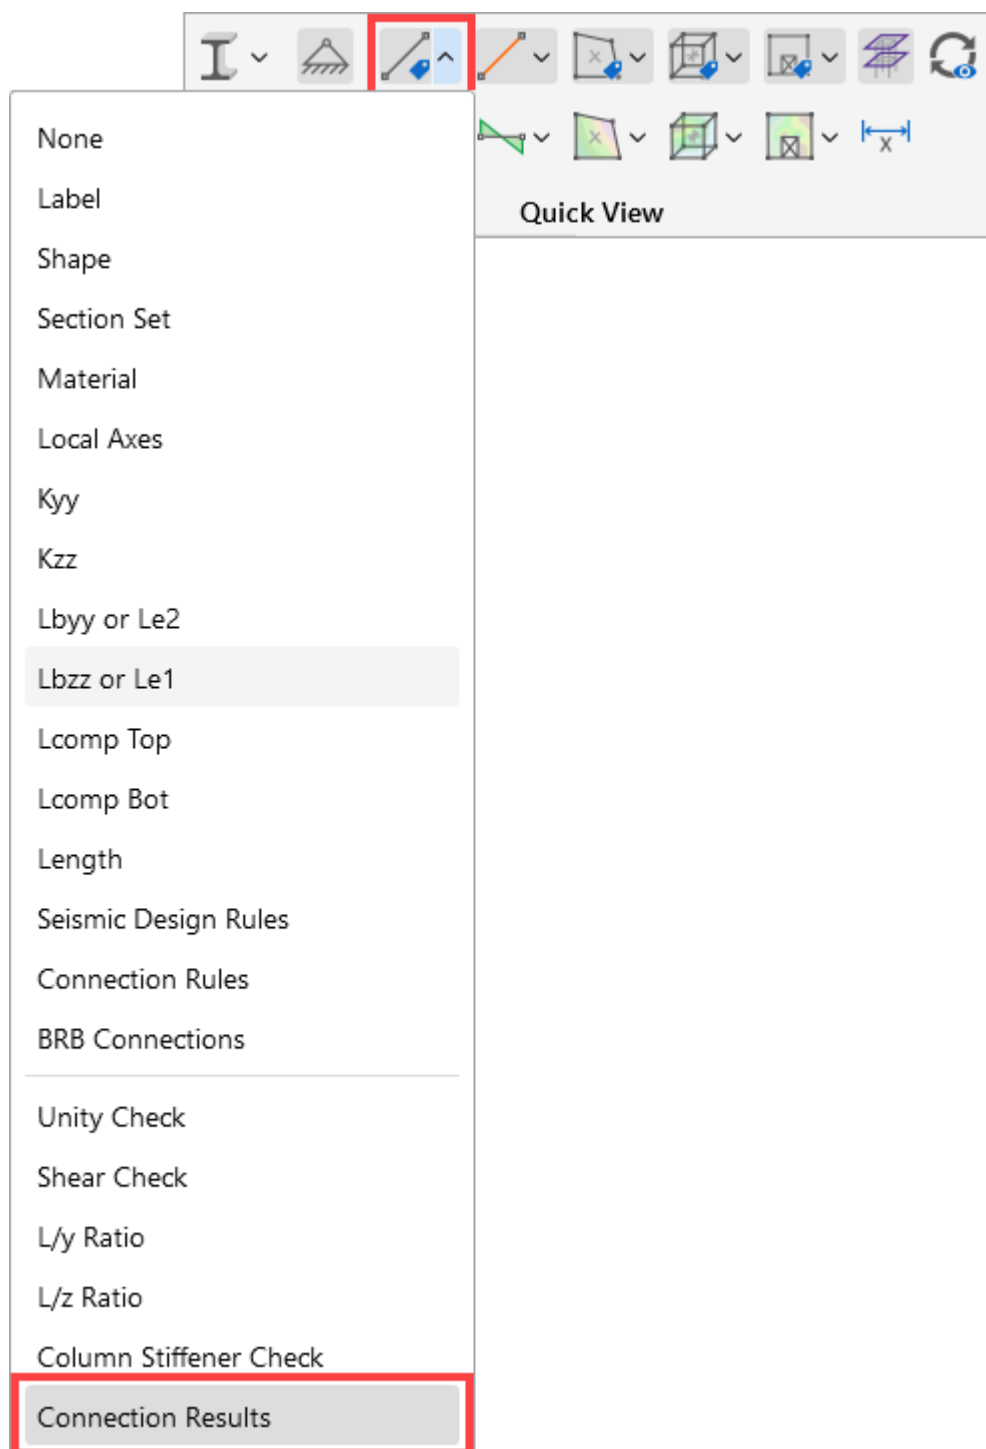 Quick View
None
Label
Shape
Section Set
Material
Local Axes
Kyy
Kzz
Lbyy or Le2
Lbzz or Le1
Lcomp Top
Lcomp Bot
Length
Seismic Design Rules
Connection Rules
BRB Connections
Unity Check
Shear Check
L/y Ratio
L/z Ratio
Column Stiffener Check
Connection Results